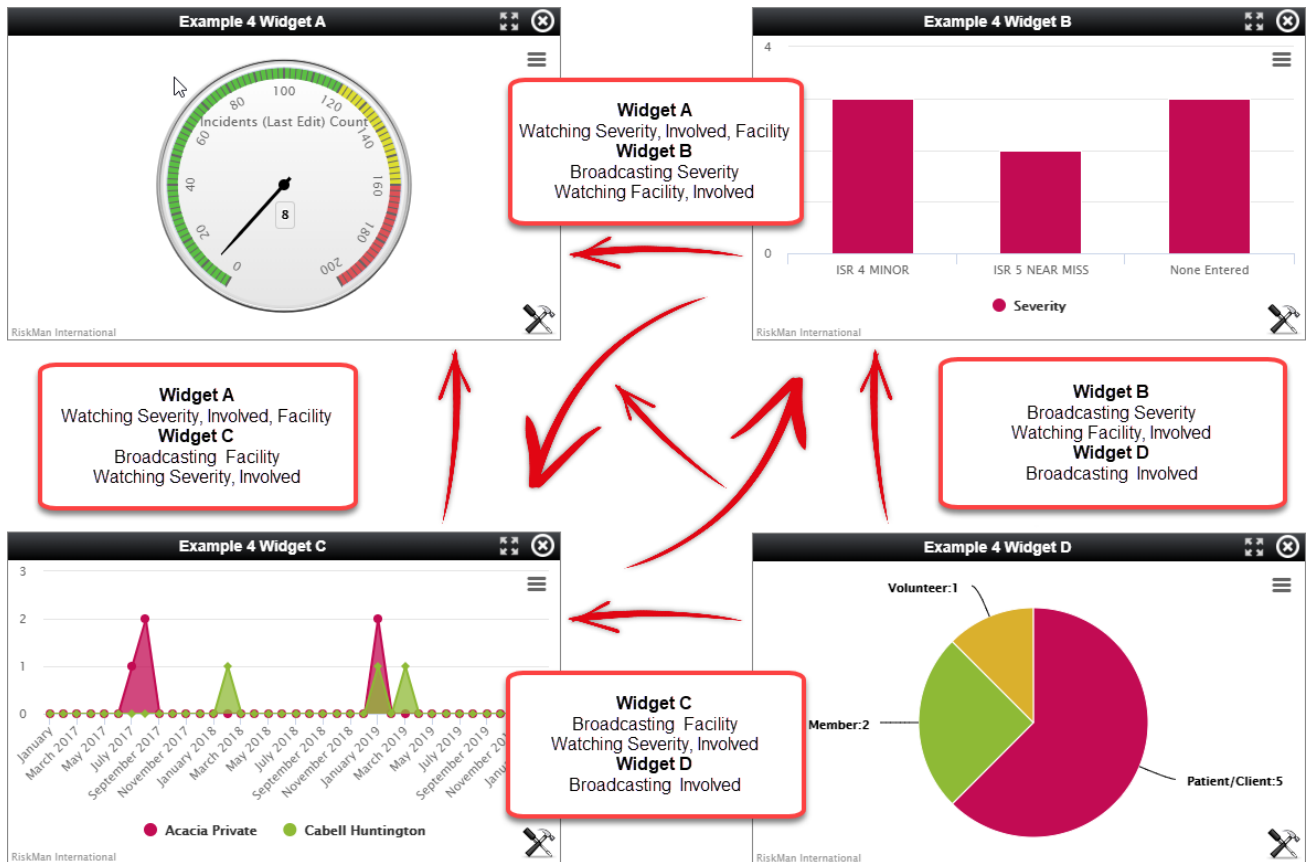 Example 4 Widget A
Incidents (Last Edit) Count
0
20
40
60
80
100
120
140
160
180
200
8
RiskMan International
Example 4 Widget B
4
0
ISR 4 MINOR
ISR 5 NEAR MISS
None Entered
Severity
RiskMan International
Widget A
Watching Severity, Involved, Facility
Widget B
Broadcasting Severity
Watching Facility, Involved
Widget A
Watching Severity, Involved, Facility
Widget C
Broadcasting Facility
Watching Severity, Involved
Widget B
Broadcasting Severity
Watching Facility, Involved
Widget D
Broadcasting Involved
Example 4 Widget C
3
2
1
0
January
March 2017
May 2017
July 2017
September 2017
November 2017
January 2018
March 2018
May 2018
July 2018
September 2018
November 2018
January 2019
March 2019
May 2019
July 2019
September 2019
Acacia Private
Cabell Huntington
RiskMan International
Widget C
Broadcasting Facility
Watching Severity, Involved
Widget D
Broadcasting Involved
Example 4 Widget D
Volunteer:1
Member:2
Patient/Client:5
RiskMan International